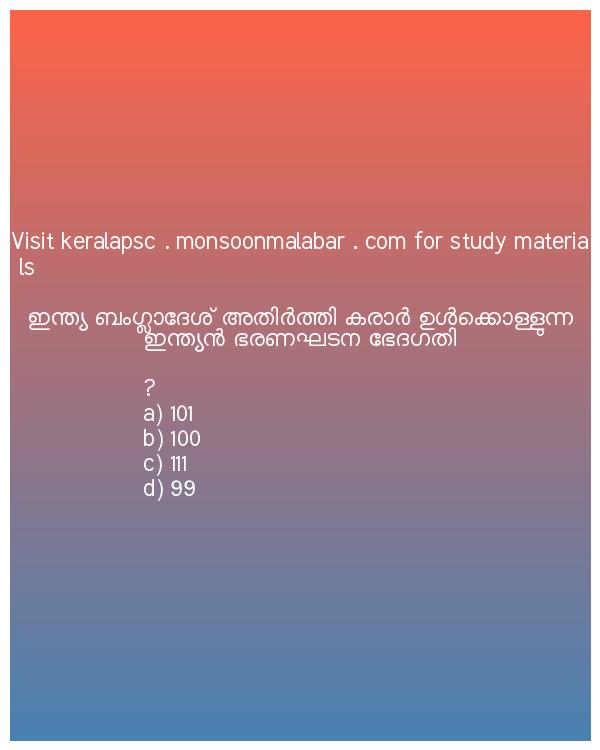 Visit keralapsc . monsoonmalabar . com for study materia
ls
ഇന്ത്യ ബംഗ്ലാദേശ് അതിർത്തി കരാർ ഉൾക്കൊള്ളുന്ന
ഇന്ത്യൻ ഭരണഘടന ഭേദഗതി
?
a) 101
b) 100
c) 111
d) 99